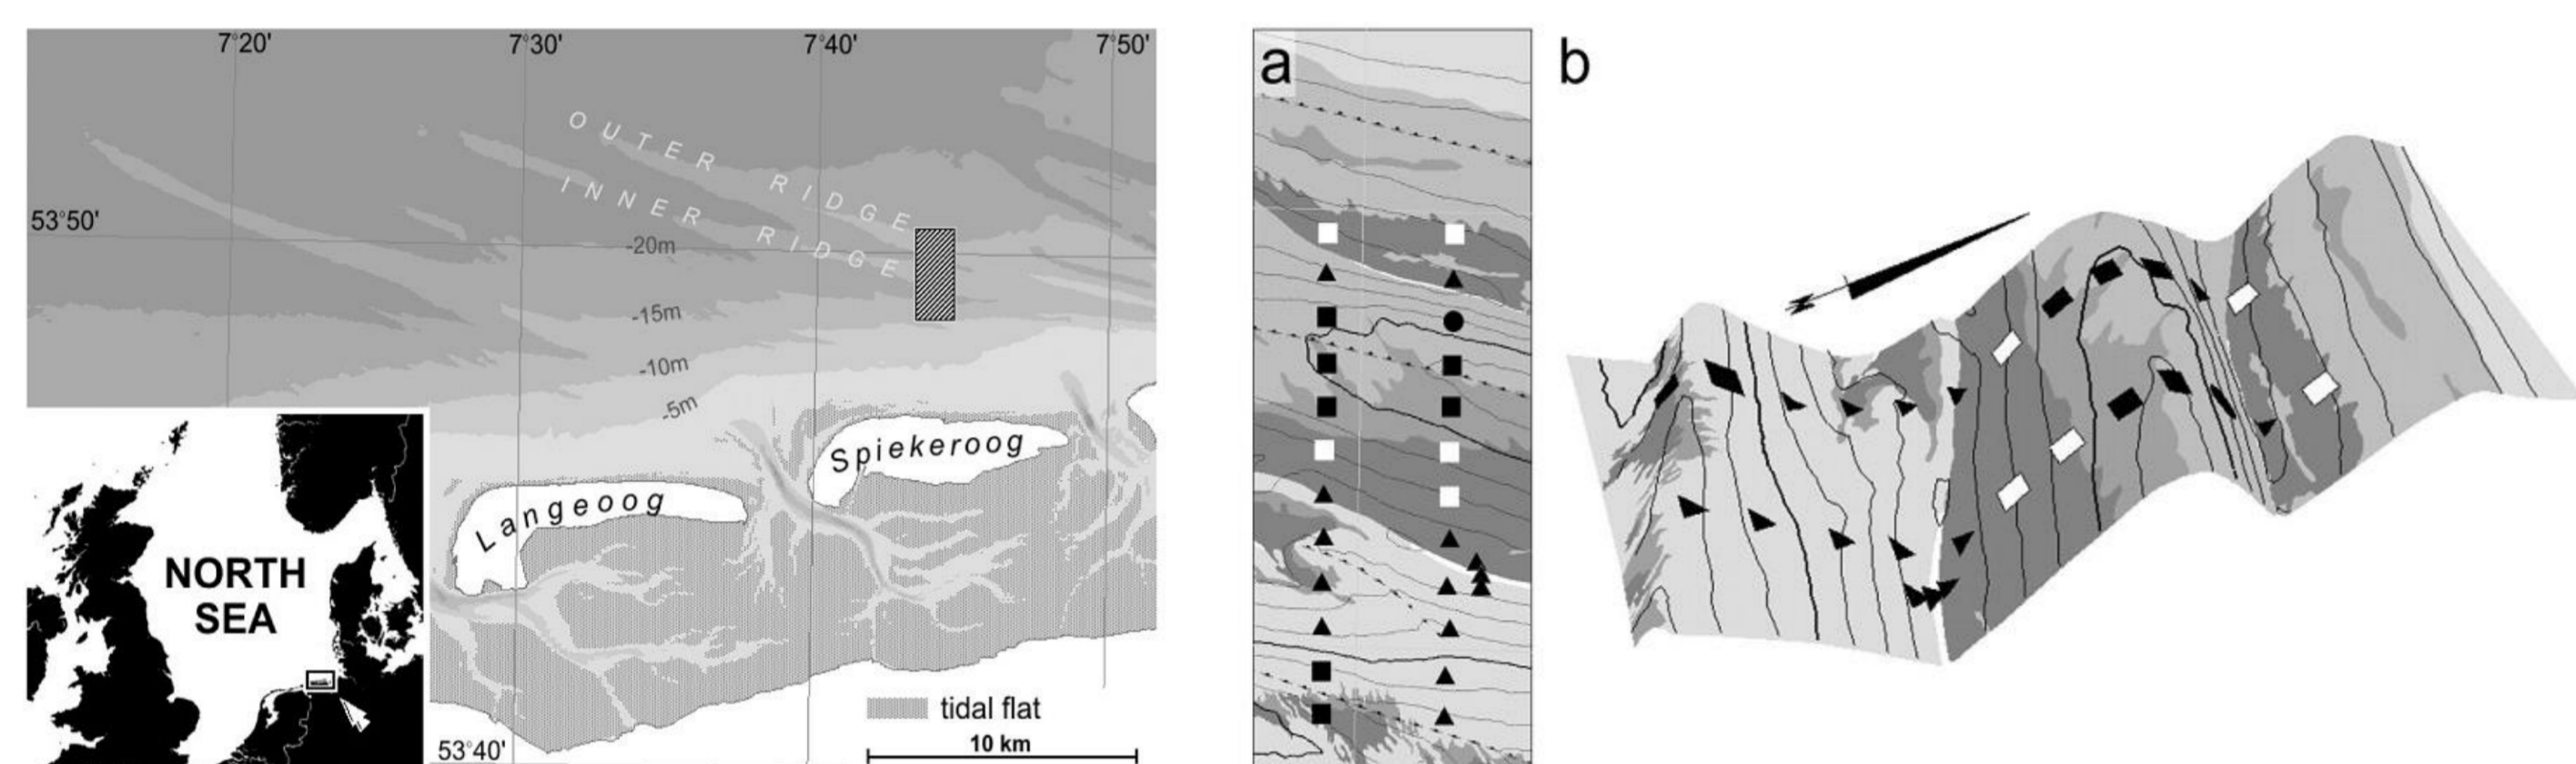 7°20'
7°30'
7°40'
7°50'
a
b
OUTER RIDGE
INNER RIDGE
53°50'
-20m
-15m
-10m
-5m
Spiekeroog
Langeoog
NORTH
SEA
N
tidal flat
10 km
53°40'